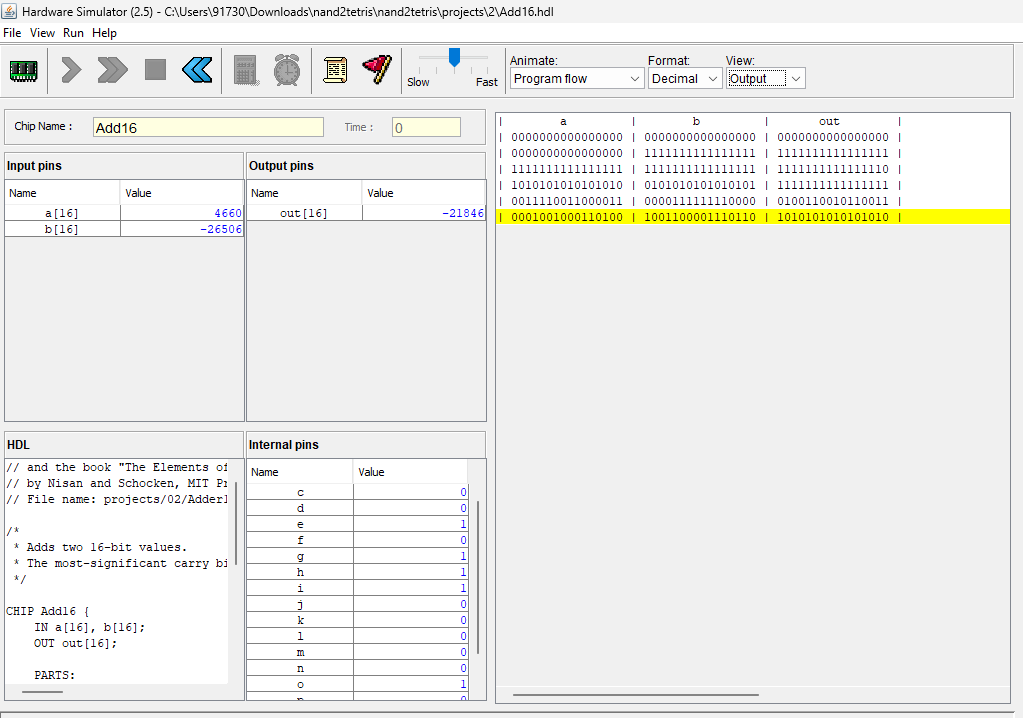 Hardware Simulator (2.5) - C:\Users\91730\Downloads\nand2tetris\nand2tetris\projects\2\Add16.hdl
File View Run Help
Slow Fast
Animate: Format: View:
Program flow Decimal Output
Chip Name : Add16 Time : 0
Input pins
Name Value
a[16] 4660
b[16] -26506
Output pins
Name Value
out[16] -21846
HDL
// and the book "The Elements of
// by Nisan and Schocken, MIT Pr
// File name: projects/02/Adder1
/*
* Adds two 16-bit values.
* The most-significant carry bi
*/
CHIP Add16 {
IN a[16], b[16];
OUT out[16];
PARTS:
Internal pins
Name Value
c 0
d 0
e 1
f 0
g 1
h 1
i 1
j 0
k 0
l 0
m 0
n 0
o 1
| a | b | out |
| 0000000000000000 | 0000000000000000 | 0000000000000000 |
| 0000000000000000 | 1111111111111111 | 1111111111111111 |
| 1111111111111111 | 1111111111111111 | 1111111111111110 |
| 1010101010101010 | 0101010101010101 | 1111111111111111 |
| 0011110011000011 | 0000111111110000 | 0100110010110011 |
| 0001001000110100 | 1001100001110110 | 1010101010101010 |